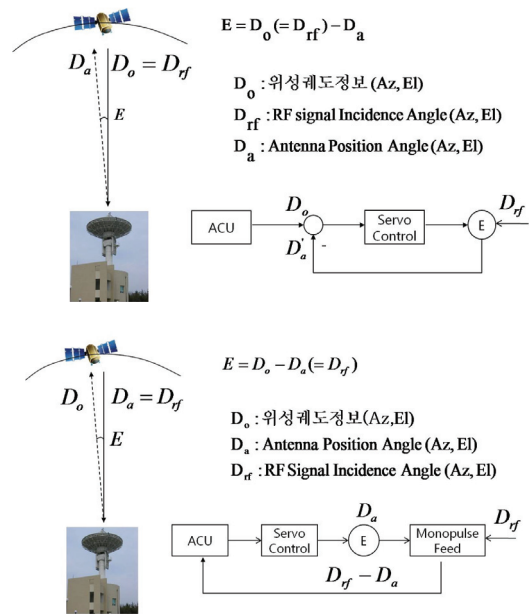 E = D_o (= D_rf) − D_a
D_a D_o = D_rf
E
D_o : 위성궤도정보 (Az, El)
D_rf : RF signal Incidence Angle (Az, El)
D_a : Antenna Position Angle (Az, El)
ACU D_o D_a' - Servo Control E D_rf
E = D_o − D_a (= D_rf)
D_o D_a = D_rf
E
D_o : 위성궤도정보(Az,El)
D_a : Antenna Position Angle (Az, El)
D_rf : RF Signal Incidence Angle (Az, El)
ACU Servo Control D_a E Monopulse Feed D_rf
D_rf − D_a